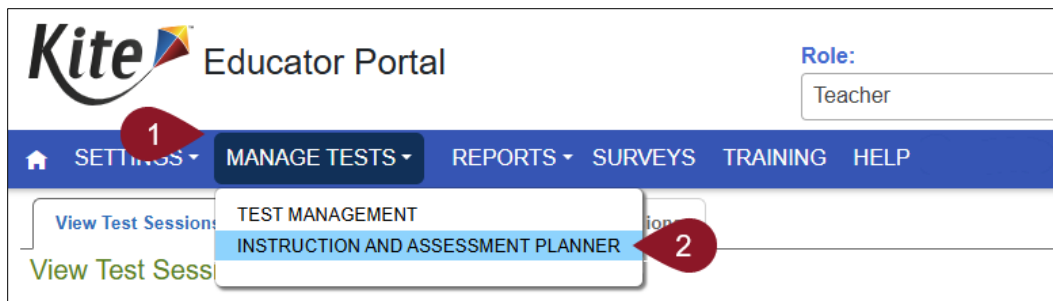 Kite Educator Portal
Role:
Teacher
1
SETTINGS MANAGE TESTS REPORTS SURVEYS TRAINING HELP
View Test Sessions
TEST MANAGEMENT
INSTRUCTION AND ASSESSMENT PLANNER
2
View Test Sess